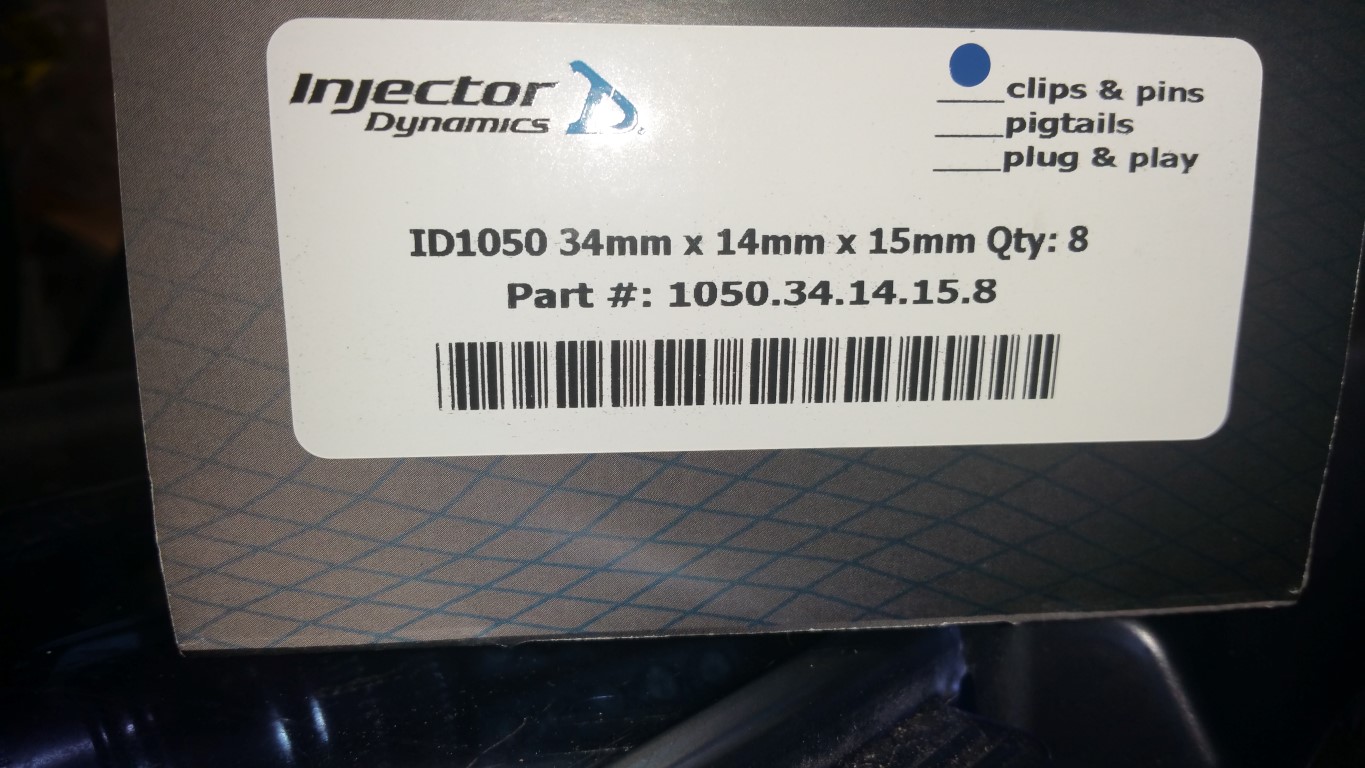 Injector
Dynamics
____clips & pins
____pigtails
____plug & play
ID1050 34mm x 14mm x 15mm Qty: 8
Part #: 1050.34.14.15.8